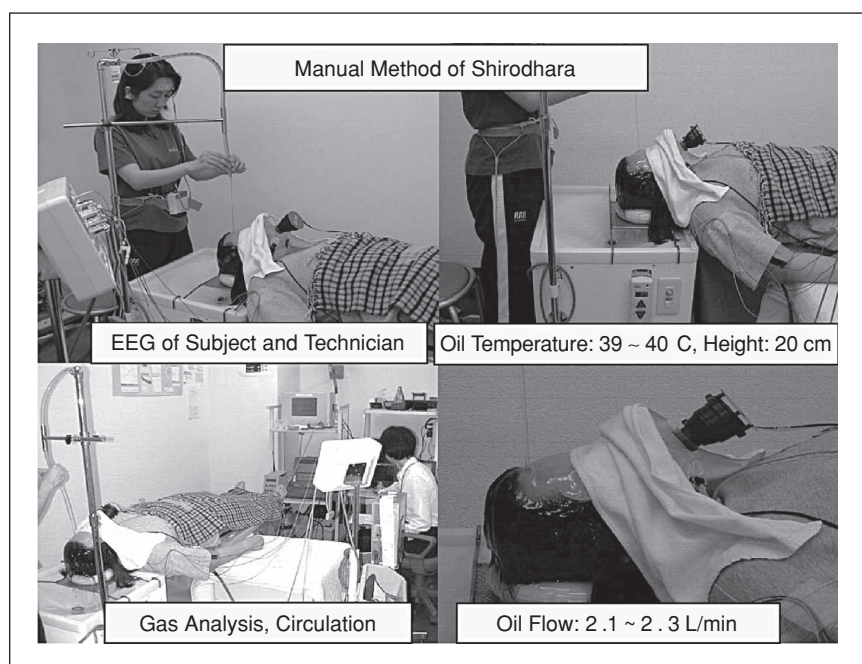 Manual Method of Shirodhara
EEG of Subject and Technician
Oil Temperature: 39 ~ 40 C, Height: 20 cm
Gas Analysis, Circulation
Oil Flow: 2 .1 ~ 2 . 3 L/min